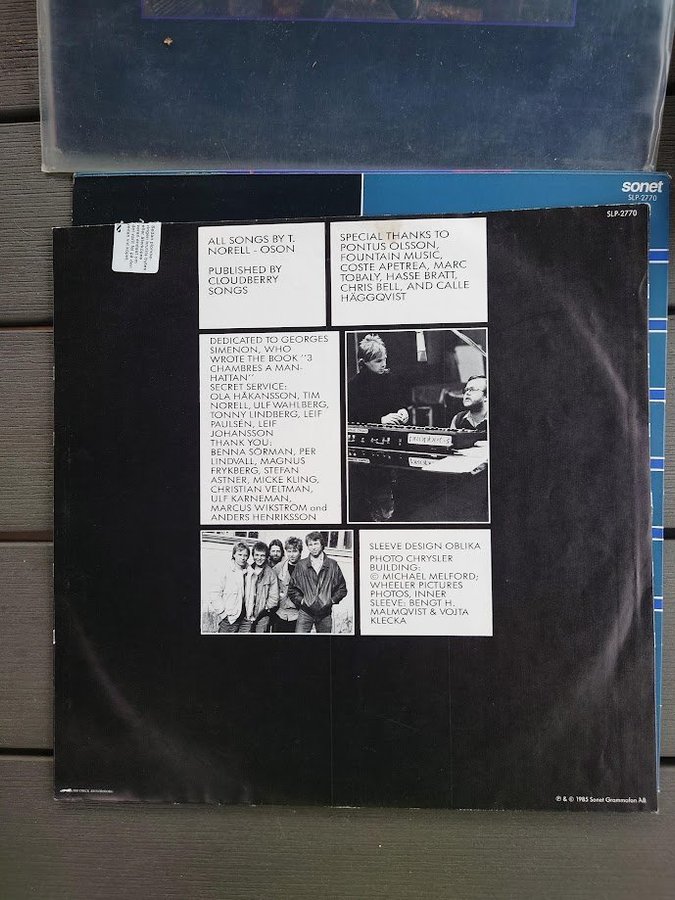 sonet
SLP-2770
SLP-2770
ALL SONGS BY T.
NORELL - OSON
PUBLISHED BY
CLOUDBERRY
SONGS
SPECIAL THANKS TO
PONTUS OLSSON,
FOUNTAIN MUSIC,
COSTE APETREA, MARC
TOBALY, HASSE BRATT,
CHRIS BELL, AND CALLE
HÄGGQVIST
DEDICATED TO GEORGES
SIMENON, WHO
WROTE THE BOOK "3
CHAMBRES A MAN-
HATTAN"
SECRET SERVICE:
OLA HÅKANSSON, TIM
NORELL, ULF WAHLBERG,
TONNY LINDBERG, LEIF
PAULSÉN, LEIF
JOHANSSON
THANK YOU:
BENNA SÖRMAN, PER
LINDVALL, MAGNUS
FRYKBERG, STEFAN
ASTNER, MICKE KLING,
CHRISTIAN VELTMAN,
ULF KARNEMAN,
MARCUS WIKSTRÖM and
ANDERS HENRIKSSON
prophet-5
SLEEVE DESIGN OBLIKA
PHOTO CHRYSLER
BUILDING:
© MICHAEL MELFORD;
WHEELER PICTURES
PHOTOS, INNER
SLEEVE: BENGT H.
MALMQVIST & VOJTA
KLECKA
℗ & © 1985 Sonet Grammofon AB